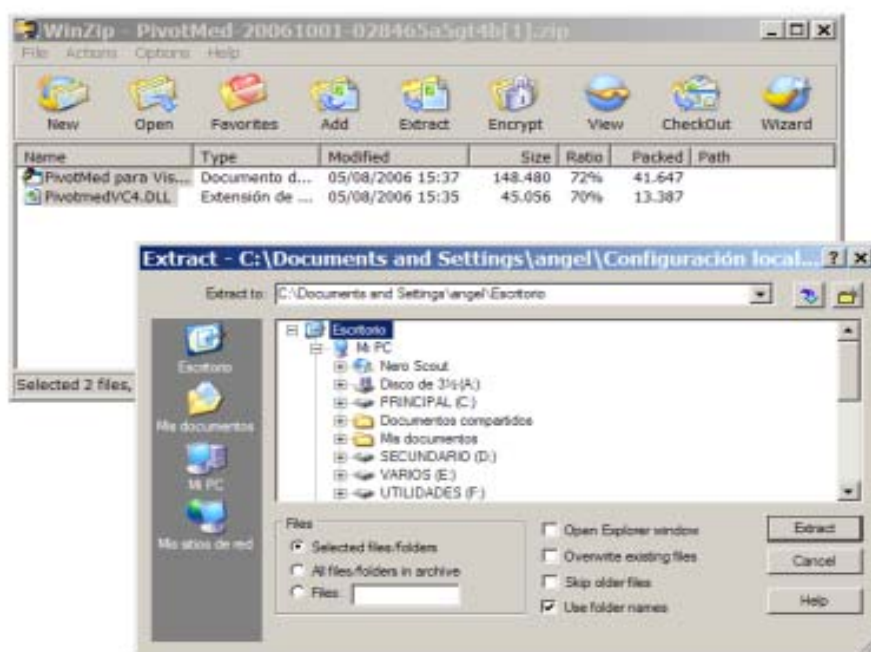 WinZip - PivotMed-20061001-028465a5gt4b[1].zip
File Actions Options Help
New Open Favorites Add Extract Encrypt View CheckOut Wizard
Name Type Modified Size Ratio Packed Path
PivotMed para Vis... Documento d... 05/08/2006 15:37 148.480 72% 41.647
PivotmedVC4.DLL Extensión de ... 05/08/2006 15:35 45.056 70% 13.387
Selected 2 files,
Extract - C:\Documents and Settings\angel\Configuración local...
Extract to: C:\Documents and Settings\angel\Escritorio
Escritorio
Mis documentos
Mi PC
Mis sitios de red
Escritorio
Mi PC
Nero Scout
Disco de 3½ (A:)
PRINCIPAL (C:)
Documentos compartidos
Mis documentos
SECUNDARIO (D:)
VARIOS (E:)
UTILIDADES (F:)
Files
Selected files/folders
All files/folders in archive
Files:
Open Explorer window
Overwrite existing files
Skip older files
Use folder names
Extract
Cancel
Help